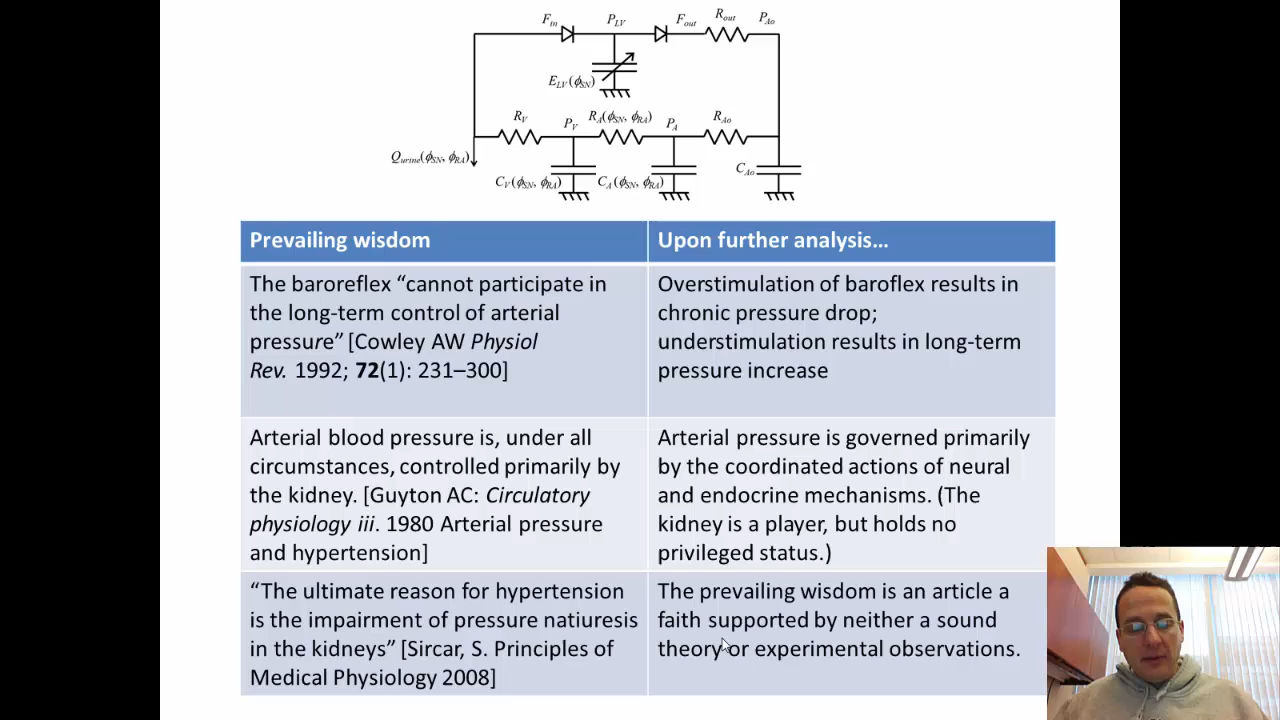 F_in P_LV F_out R_out P_Ao
E_LV(ϕ_SN)
R_V P_V R_A(ϕ_SN, ϕ_RA) P_A R_Ao
Q_urine(ϕ_SN, ϕ_RA)
C_V(ϕ_SN, ϕ_RA) C_A(ϕ_SN, ϕ_RA) C_Ao
Prevailing wisdom
Upon further analysis…
The baroreflex “cannot participate in
the long-term control of arterial
pressure” [Cowley AW Physiol
Rev. 1992; 72(1): 231–300]
Overstimulation of baroflex results in
chronic pressure drop;
understimulation results in long-term
pressure increase
Arterial blood pressure is, under all
circumstances, controlled primarily by
the kidney. [Guyton AC: Circulatory
physiology iii. 1980 Arterial pressure
and hypertension]
Arterial pressure is governed primarily
by the coordinated actions of neural
and endocrine mechanisms. (The
kidney is a player, but holds no
privileged status.)
“The ultimate reason for hypertension
is the impairment of pressure natiuresis
in the kidneys” [Sircar, S. Principles of
Medical Physiology 2008]
The prevailing wisdom is an article a
faith supported by neither a sound
theory or experimental observations.